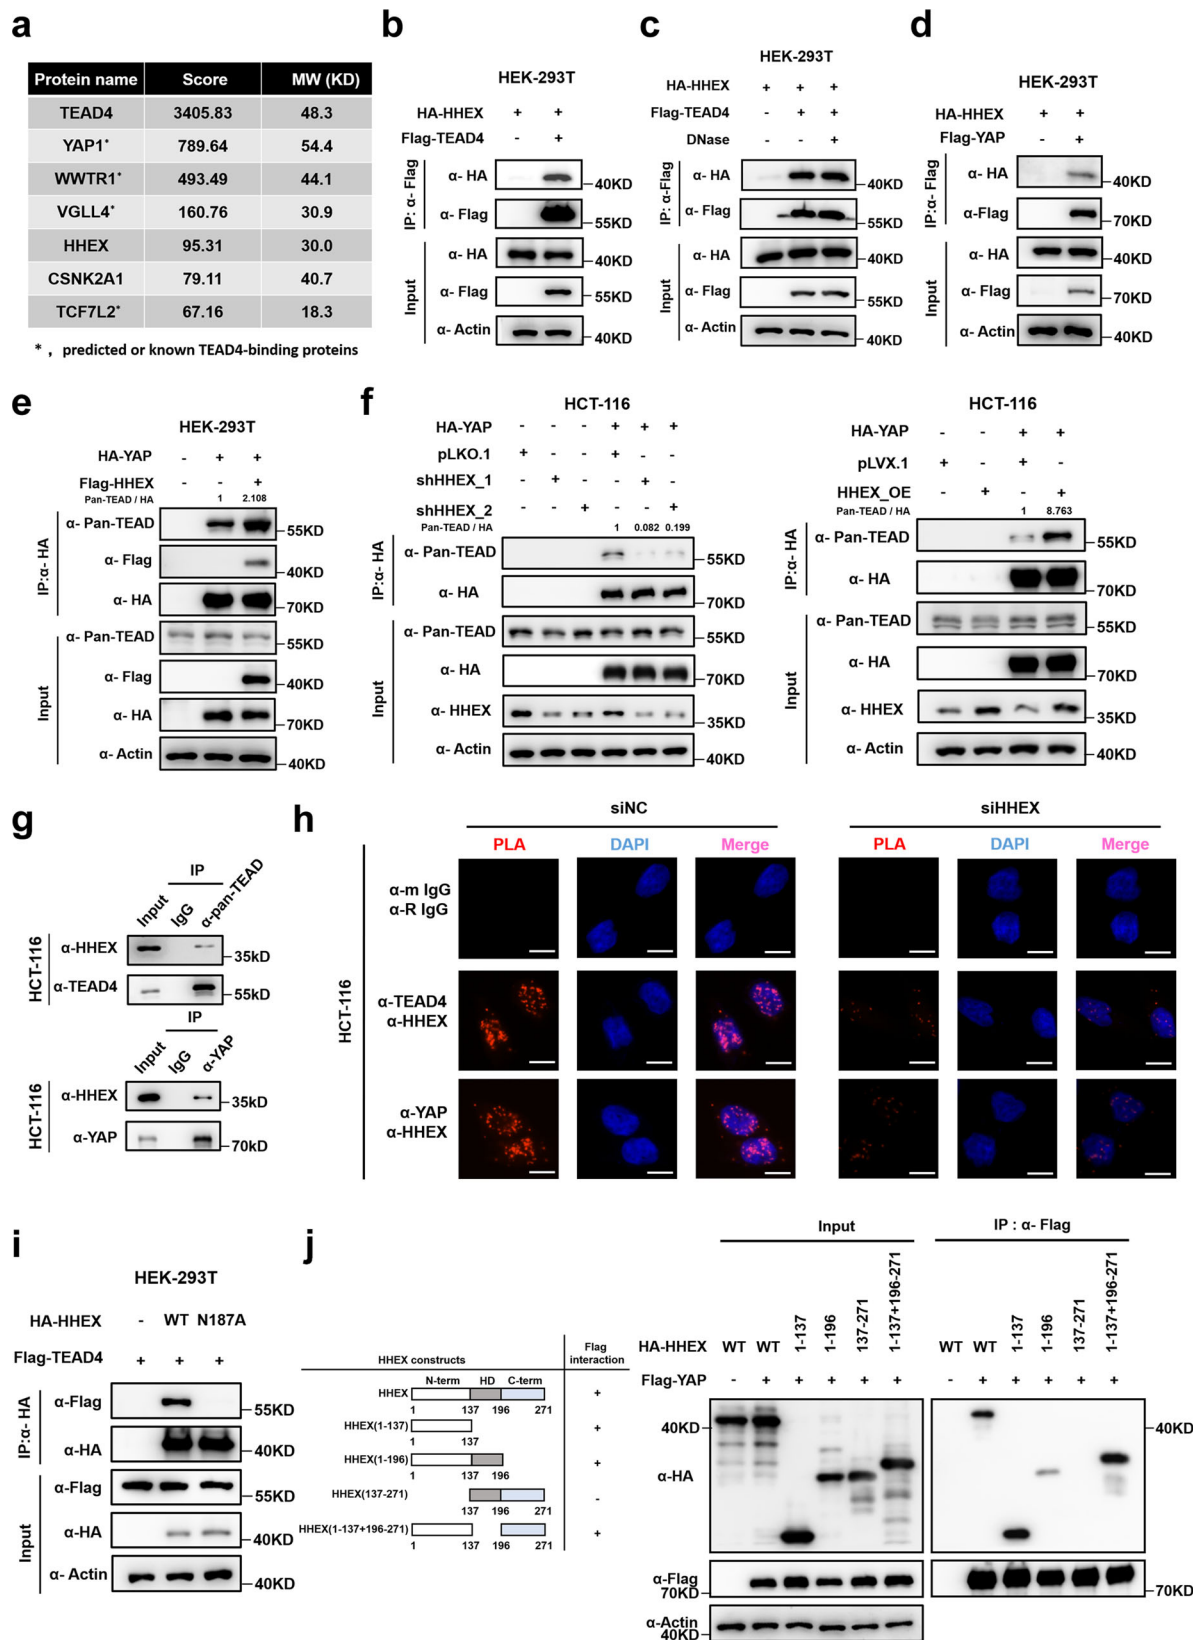 a
Protein name Score MW (KD)
TEAD4 3405.83 48.3
YAP1* 789.64 54.4
WWTR1* 493.49 44.1
VGLL4* 160.76 30.9
HHEX 95.31 30.0
CSNK2A1 79.11 40.7
TCF7L2* 67.16 18.3
* , predicted or known TEAD4-binding proteins
b
HEK-293T
HA-HHEX + +
Flag-TEAD4 - +
IP: α- Flag
α- HA 40KD
α- Flag 55KD
Input
α- HA 40KD
α- Flag 55KD
α- Actin 40KD
c
HEK-293T
HA-HHEX + + +
Flag-TEAD4 - + +
DNase - - +
IP: α- Flag
α- HA 40KD
α- Flag 55KD
Input
α- HA 40KD
α- Flag 55KD
α- Actin 40KD
d
HEK-293T
HA-HHEX + +
Flag-YAP - +
IP:α-Flag
α- HA 40KD
α-Flag 70KD
Input
α- HA 40KD
α- Flag 70KD
α- Actin 40KD
e
HEK-293T
HA-YAP - + +
Flag-HHEX - - +
Pan-TEAD / HA 1 2.108
IP:α- HA
α- Pan-TEAD 55KD
α- Flag 40KD
α- HA 70KD
Input
α- Pan-TEAD 55KD
α- Flag 40KD
α- HA 70KD
α- Actin 40KD
f
HCT-116
HA-YAP - - - + + +
pLKO.1 + - - + - -
shHHEX_1 - + - - + -
shHHEX_2 - - + - - +
Pan-TEAD / HA 1 0.082 0.199
IP:α- HA
α- Pan-TEAD 55KD
α- HA 70KD
Input
α- Pan-TEAD 55KD
α- HA 70KD
α- HHEX 35KD
α- Actin 40KD
HCT-116
HA-YAP - - + +
pLVX.1 + - + -
HHEX_OE - + - +
Pan-TEAD / HA 1 8.763
IP:α- HA
α- Pan-TEAD 55KD
α- HA 70KD
Input
α- Pan-TEAD 55KD
α- HA 70KD
α- HHEX 35KD
α- Actin 40KD
g
IP
Input IgG α-pan-TEAD
HCT-116
α-HHEX 35kD
α-TEAD4 55kD
IP
Input IgG α-YAP
HCT-116
α-HHEX 35kD
α-YAP 70kD
h
siNC siHHEX
PLA DAPI Merge PLA DAPI Merge
HCT-116
α-m IgG
α-R IgG
α-TEAD4
α-HHEX
α-YAP
α-HHEX
i
HEK-293T
HA-HHEX - WT N187A
Flag-TEAD4 + + +
IP:α- HA
α-Flag 55KD
α-HA 40KD
Input
α-Flag 55KD
α-HA 40KD
α- Actin 40KD
j
HHEX constructs Flag interaction
N-term HD C-term
HHEX +
1 137 196 271
HHEX(1-137) +
1 137
HHEX(1-196) +
1 196
HHEX(137-271) -
137 196 271
HHEX(1-137+196-271) +
1 137 196 271
Input IP : α- Flag
HA-HHEX WT WT 1-137 1-196 137-271 1-137+196-271 WT WT 1-137 1-196 137-271 1-137+196-271
Flag-YAP - + + + + + - + + + + +
40KD 40KD
α-HA
α-Flag
70KD 70KD
α-Actin
40KD